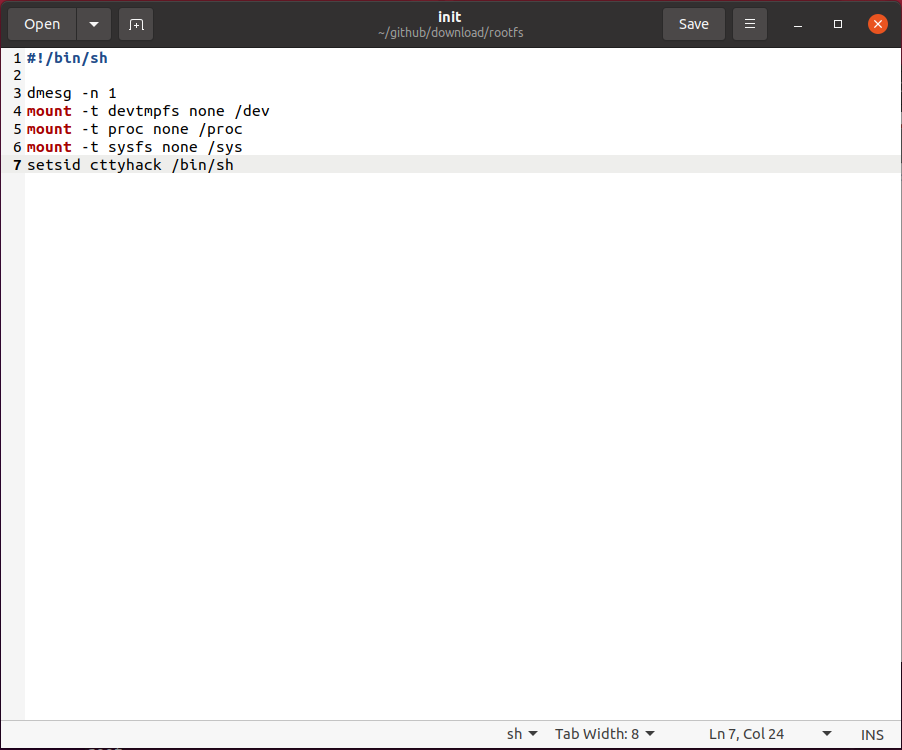 Open
init
~/github/download/rootfs
Save
1 #!/bin/sh
2
3 dmesg -n 1
4 mount -t devtmpfs none /dev
5 mount -t proc none /proc
6 mount -t sysfs none /sys
7 setsid cttyhack /bin/sh
sh Tab Width: 8 Ln 7, Col 24 INS